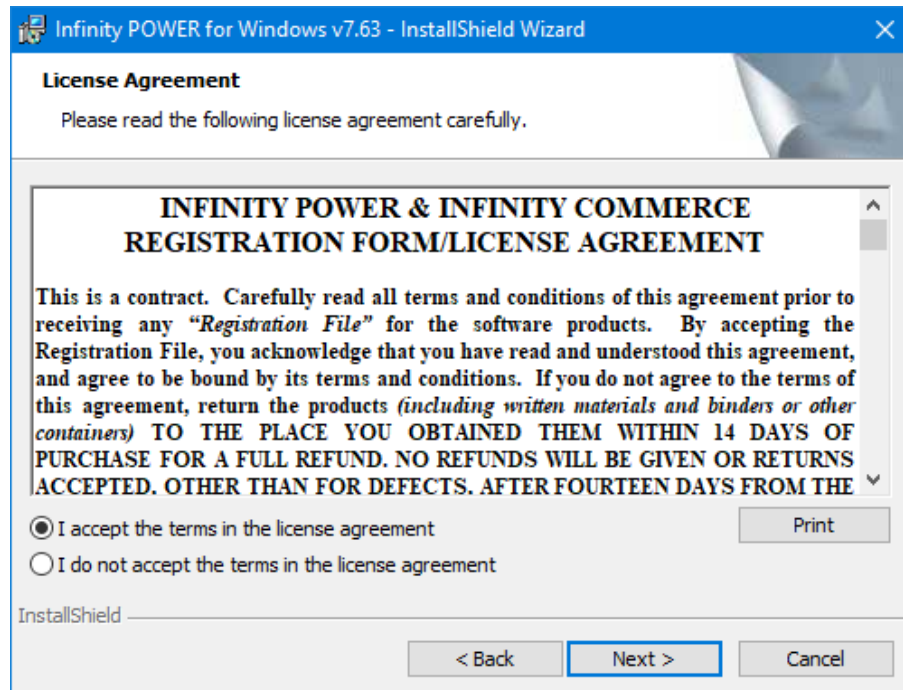 Infinity POWER for Windows v7.63 - InstallShield Wizard
License Agreement
Please read the following license agreement carefully.
INFINITY POWER & INFINITY COMMERCE
REGISTRATION FORM/LICENSE AGREEMENT
This is a contract. Carefully read all terms and conditions of this agreement prior to
receiving any “Registration File” for the software products. By accepting the
Registration File, you acknowledge that you have read and understood this agreement,
and agree to be bound by its terms and conditions. If you do not agree to the terms of
this agreement, return the products (including written materials and binders or other
containers) TO THE PLACE YOU OBTAINED THEM WITHIN 14 DAYS OF
PURCHASE FOR A FULL REFUND. NO REFUNDS WILL BE GIVEN OR RETURNS
ACCEPTED, OTHER THAN FOR DEFECTS, AFTER FOURTEEN DAYS FROM THE
I accept the terms in the license agreement
Print
I do not accept the terms in the license agreement
InstallShield
< Back Next > Cancel